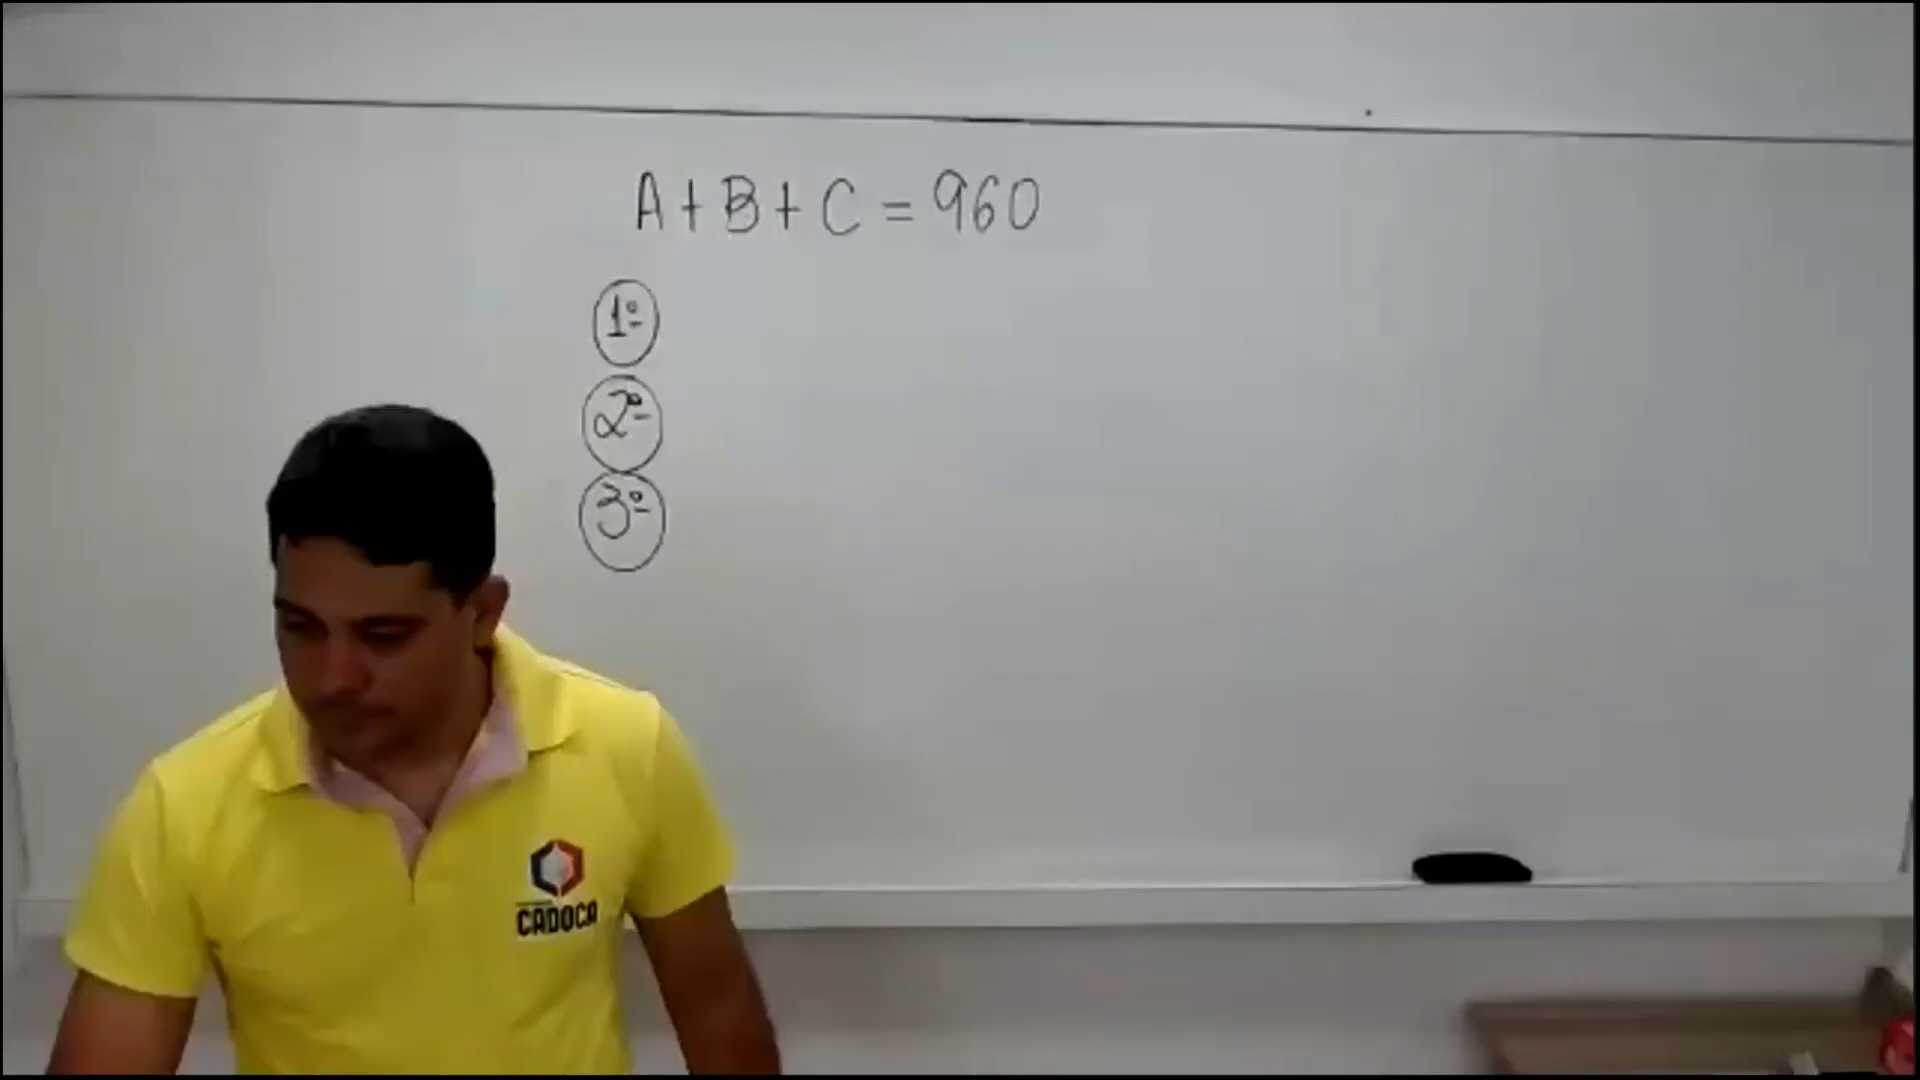 A + B + C = 960
1º
2º
3º
CADOCA